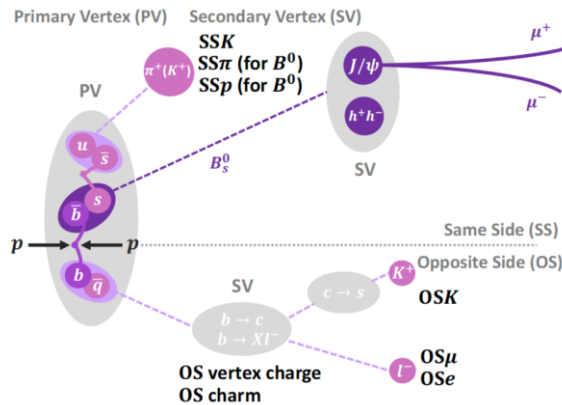 Primary Vertex (PV)
Secondary Vertex (SV)
SSK
SSπ (for B⁰)
SSp (for B⁰)
π⁺(K⁺)
PV
J/ψ
μ⁺
μ⁻
h⁺h⁻
SV
u
s̄
B⁰ₛ
s
b̄
p
p
Same Side (SS)
Opposite Side (OS)
b
q̄
SV
K⁺
c → s
OSK
b → c
b → Xl⁻
OS vertex charge
OS charm
l⁻
OSμ
OSe